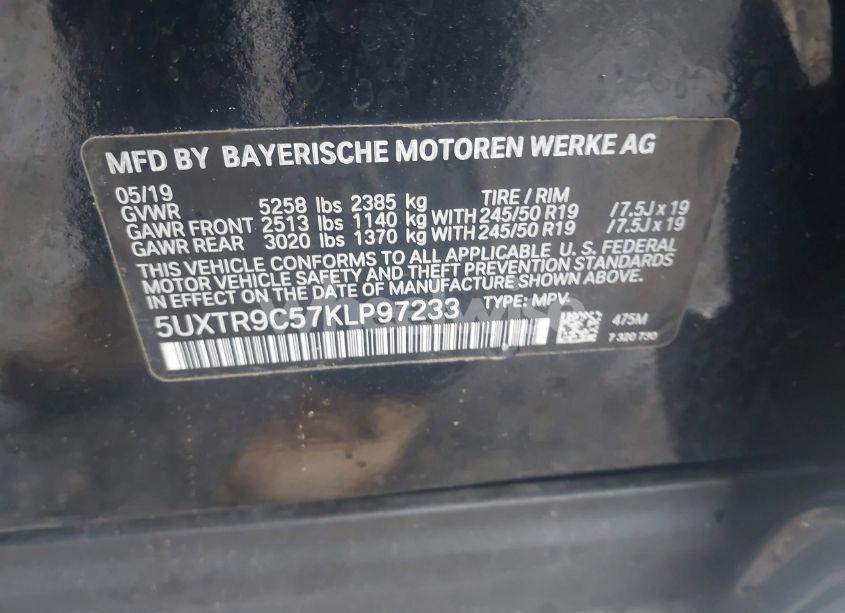 MFD BY BAYERISCHE MOTOREN WERKE AG
05/19 TIRE / RIM
GVWR 5258 lbs 2385 kg
GAWR FRONT 2513 lbs 1140 kg WITH 245/50 R19 /7.5J x 19
GAWR REAR 3020 lbs 1370 kg WITH 245/50 R19 /7.5J x 19
THIS VEHICLE CONFORMS TO ALL APPLICABLE U. S. FEDERAL
MOTOR VEHICLE SAFETY AND THEFT PREVENTION STANDARDS
IN EFFECT ON THE DATE OF MANUFACTURE SHOWN ABOVE.
5UXTR9C57KLP97233 TYPE: MPV
475M
7 320 730